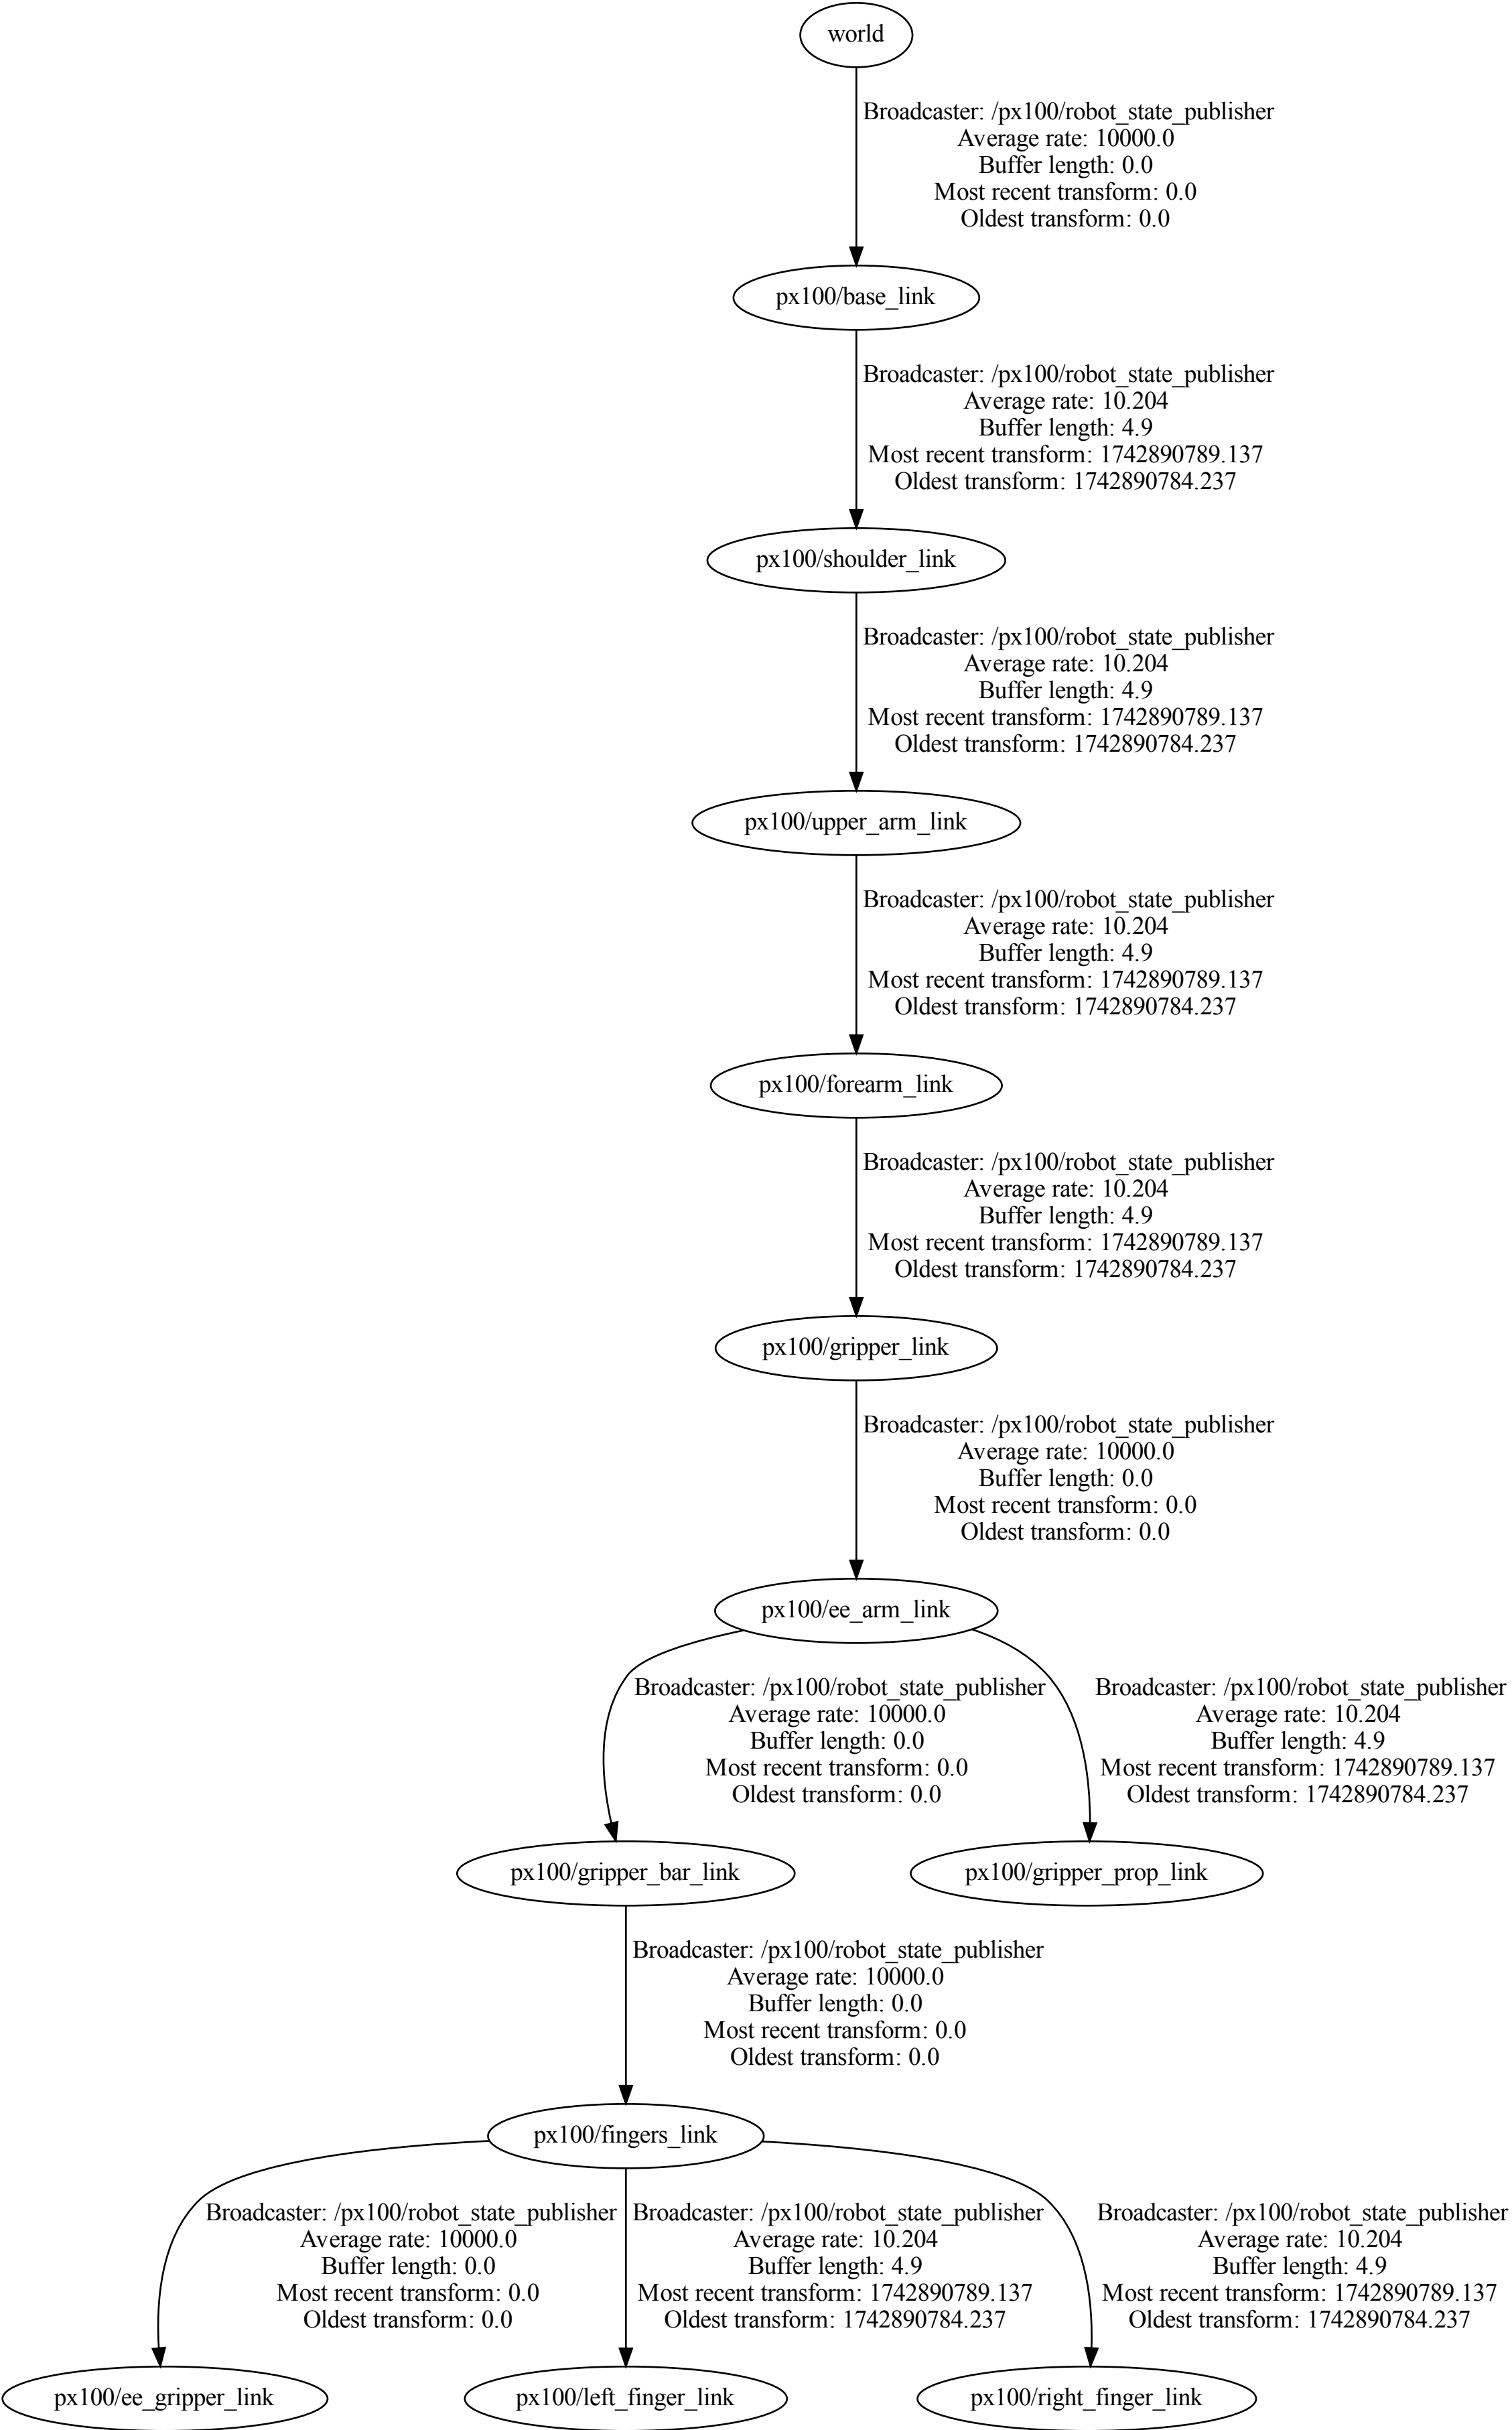 world
Broadcaster: /px100/robot_state_publisher
Average rate: 10000.0
Buffer length: 0.0
Most recent transform: 0.0
Oldest transform: 0.0
px100/base_link
Broadcaster: /px100/robot_state_publisher
Average rate: 10.204
Buffer length: 4.9
Most recent transform: 1742890789.137
Oldest transform: 1742890784.237
px100/shoulder_link
Broadcaster: /px100/robot_state_publisher
Average rate: 10.204
Buffer length: 4.9
Most recent transform: 1742890789.137
Oldest transform: 1742890784.237
px100/upper_arm_link
Broadcaster: /px100/robot_state_publisher
Average rate: 10.204
Buffer length: 4.9
Most recent transform: 1742890789.137
Oldest transform: 1742890784.237
px100/forearm_link
Broadcaster: /px100/robot_state_publisher
Average rate: 10.204
Buffer length: 4.9
Most recent transform: 1742890789.137
Oldest transform: 1742890784.237
px100/gripper_link
Broadcaster: /px100/robot_state_publisher
Average rate: 10000.0
Buffer length: 0.0
Most recent transform: 0.0
Oldest transform: 0.0
px100/ee_arm_link
Broadcaster: /px100/robot_state_publisher
Average rate: 10000.0
Buffer length: 0.0
Most recent transform: 0.0
Oldest transform: 0.0
Broadcaster: /px100/robot_state_publisher
Average rate: 10.204
Buffer length: 4.9
Most recent transform: 1742890789.137
Oldest transform: 1742890784.237
px100/gripper_bar_link
px100/gripper_prop_link
Broadcaster: /px100/robot_state_publisher
Average rate: 10000.0
Buffer length: 0.0
Most recent transform: 0.0
Oldest transform: 0.0
px100/fingers_link
Broadcaster: /px100/robot_state_publisher
Average rate: 10000.0
Buffer length: 0.0
Most recent transform: 0.0
Oldest transform: 0.0
Broadcaster: /px100/robot_state_publisher
Average rate: 10.204
Buffer length: 4.9
Most recent transform: 1742890789.137
Oldest transform: 1742890784.237
Broadcaster: /px100/robot_state_publisher
Average rate: 10.204
Buffer length: 4.9
Most recent transform: 1742890789.137
Oldest transform: 1742890784.237
px100/ee_gripper_link
px100/left_finger_link
px100/right_finger_link